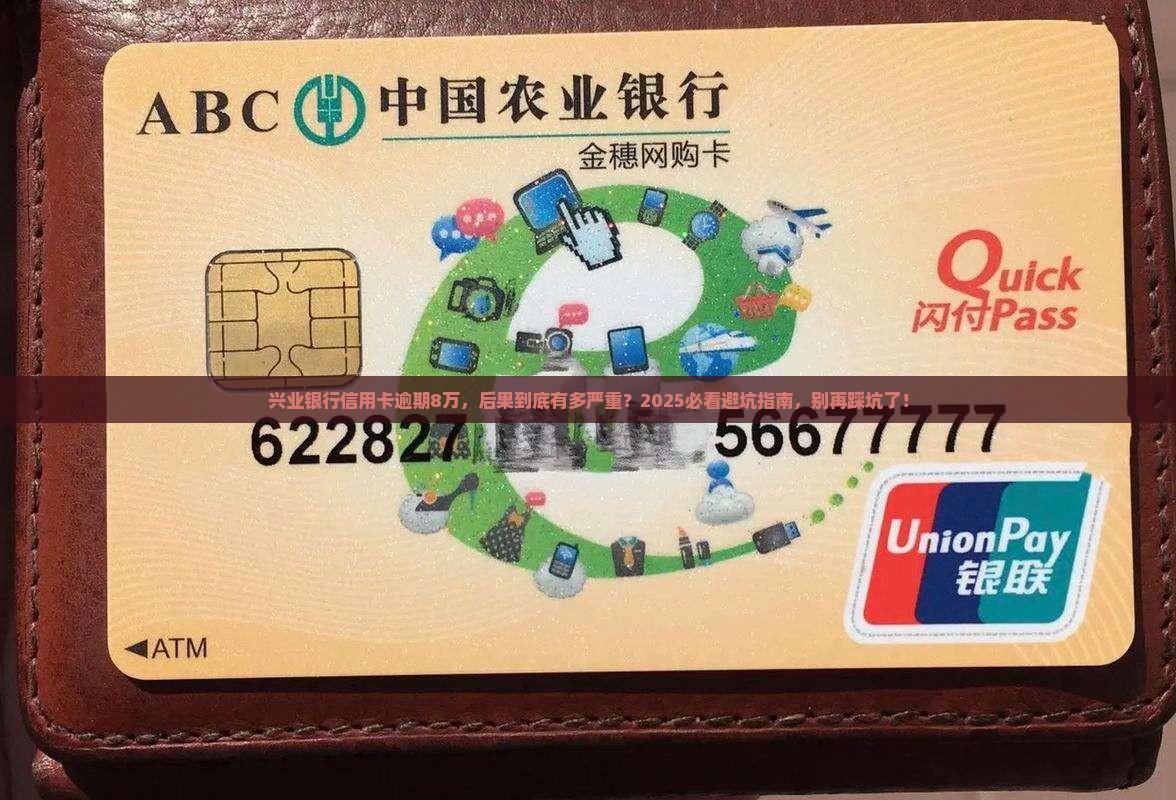 ABC 中国农业银行
金穗网购卡
Quick
闪付Pass
兴业银行信用卡逾期8万，后果到底有多严重？2025必看避坑指南，别再踩坑了！
622827 56677777
UnionPay
银联
◀ATM